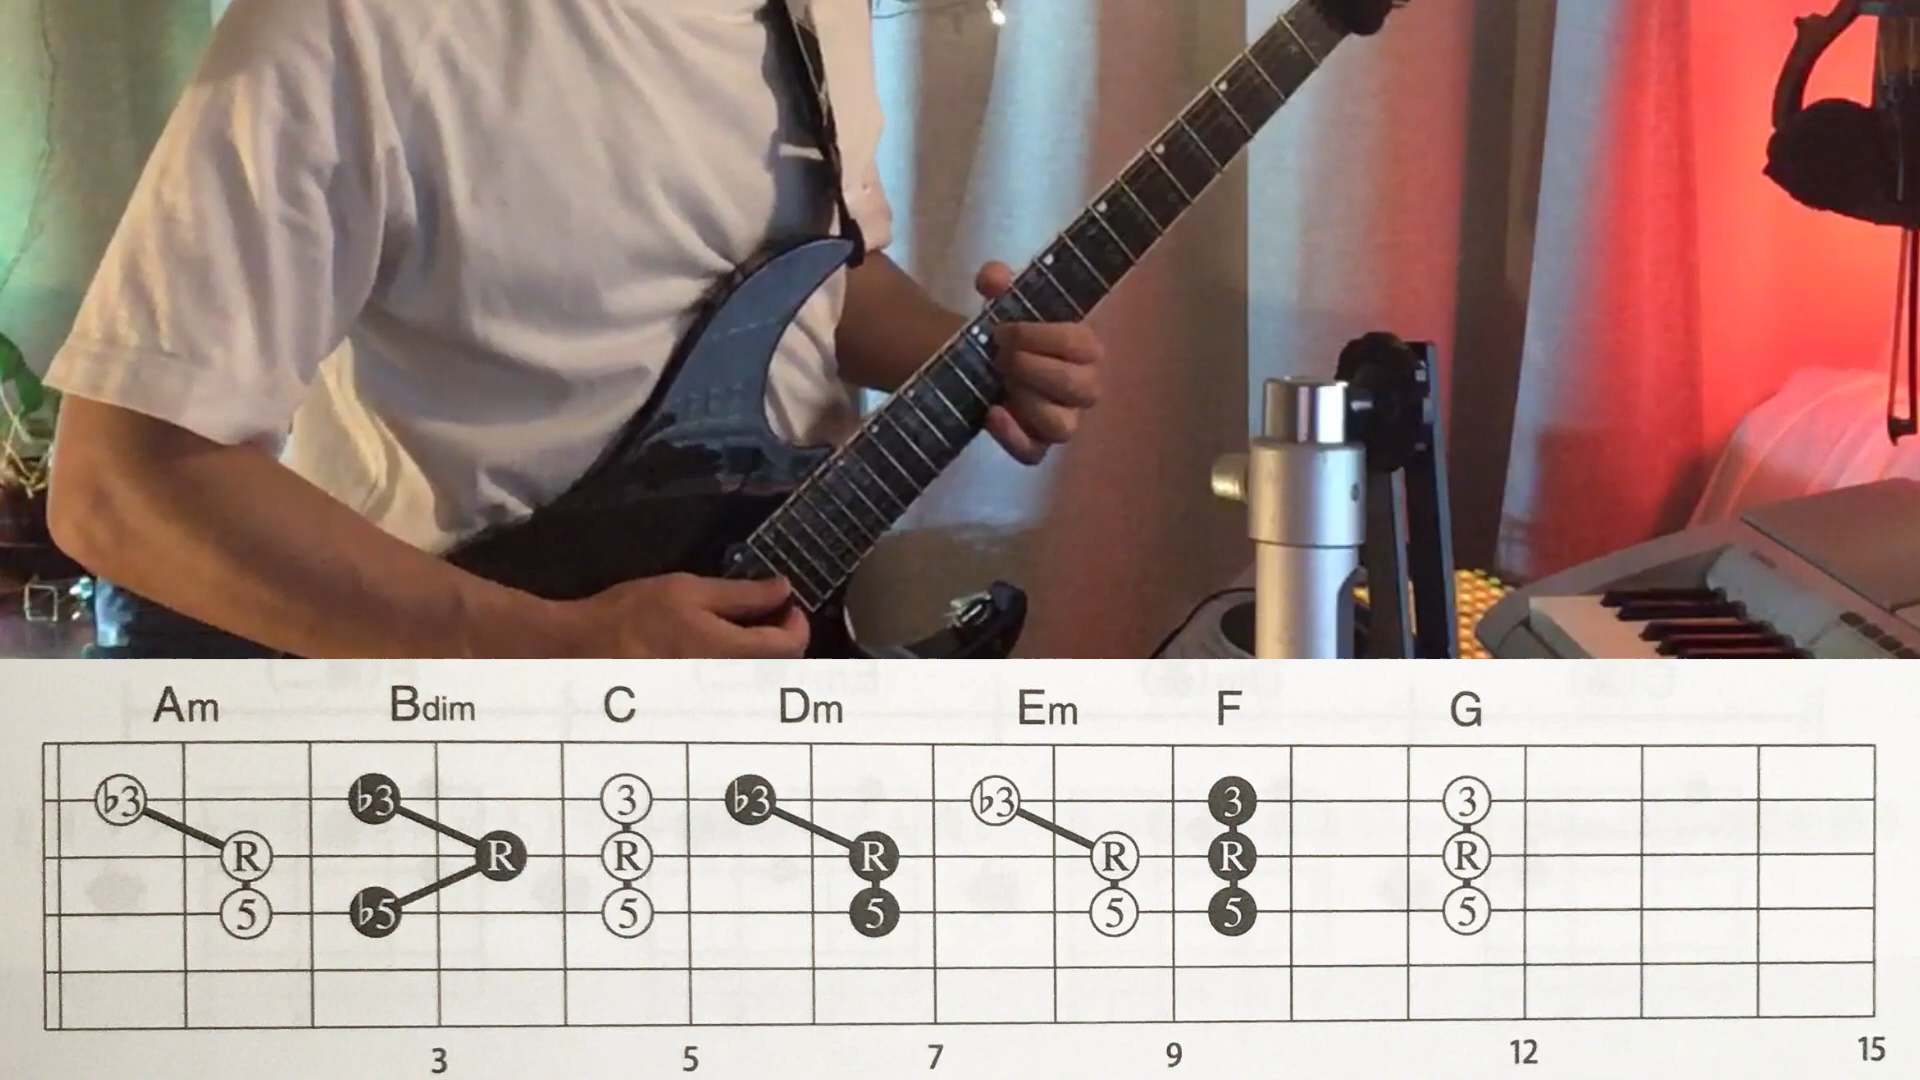 Am Bdim C Dm Em F G
♭3 ♭3 3 ♭3 ♭3 3 3
R R R R R R R
5 ♭5 5 5 5 5 5
3 5 7 9 12 15